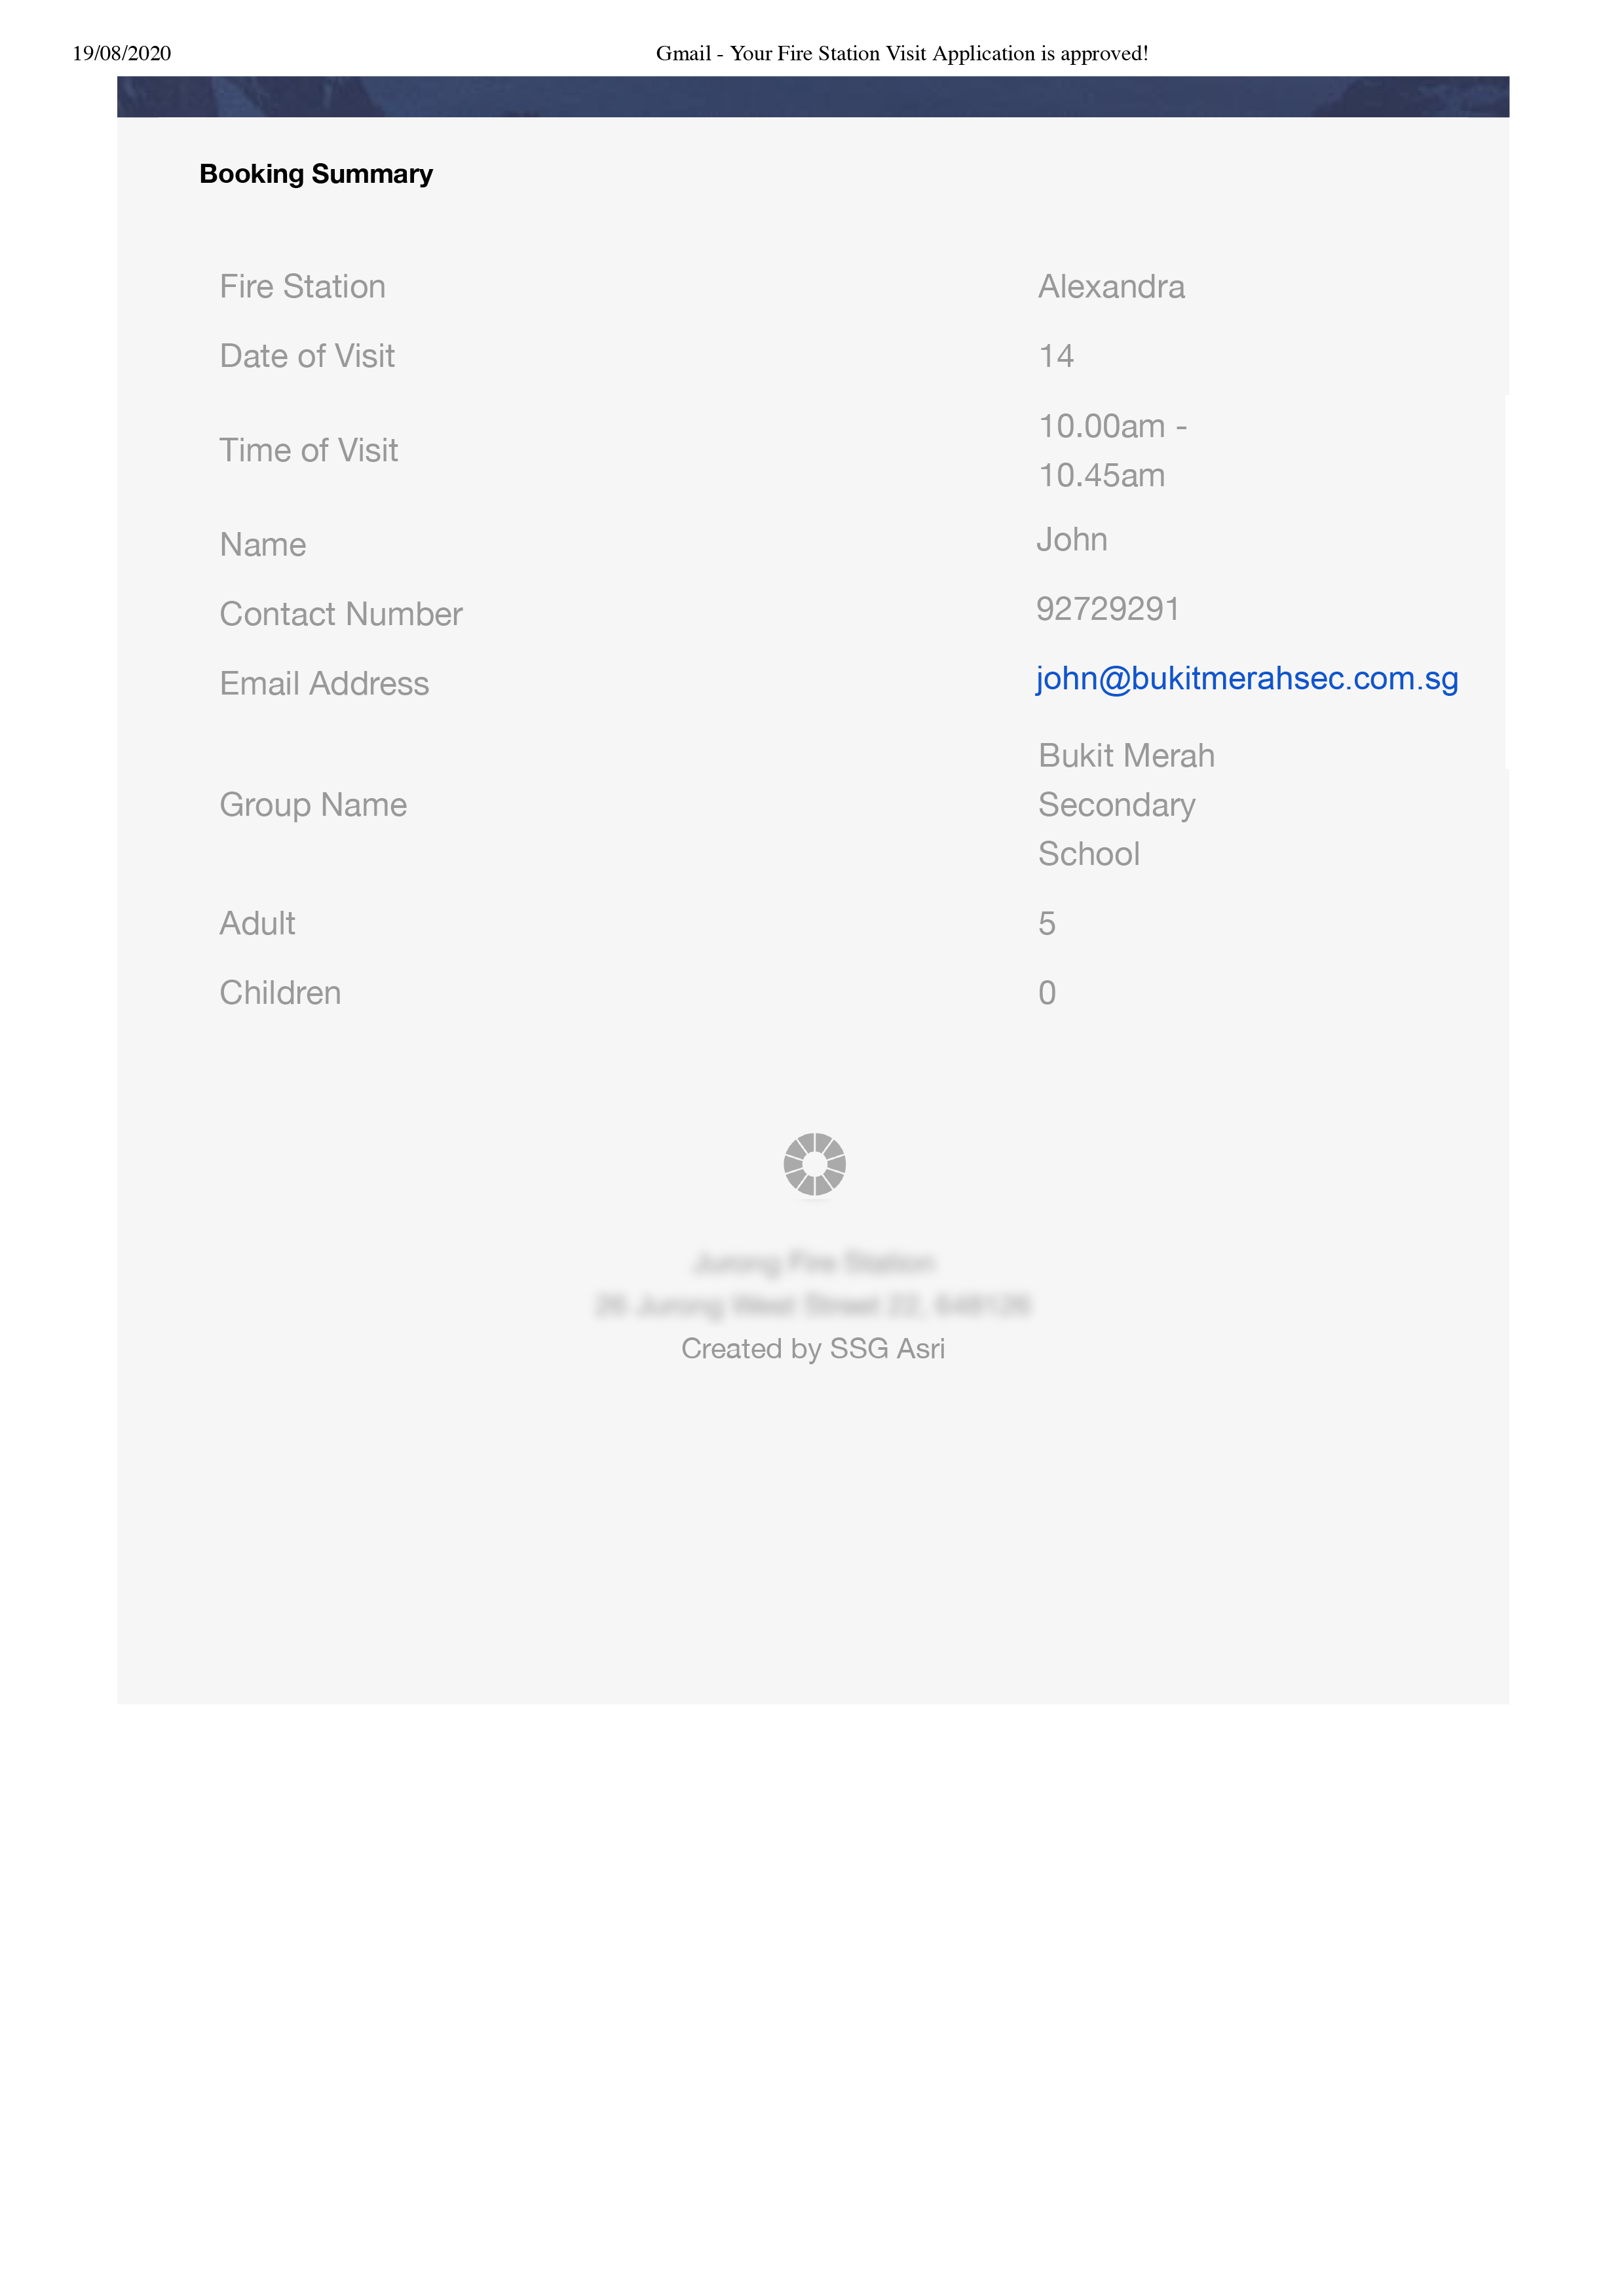 19/08/2020
Gmail - Your Fire Station Visit Application is approved!
Booking Summary
Fire Station Alexandra
Date of Visit 14
Time of Visit 10.00am -
10.45am
Name John
Contact Number 92729291
Email Address john@bukitmerahsec.com.sg
Group Name Bukit Merah
Secondary
School
Adult 5
Children 0
Created by SSG Asri